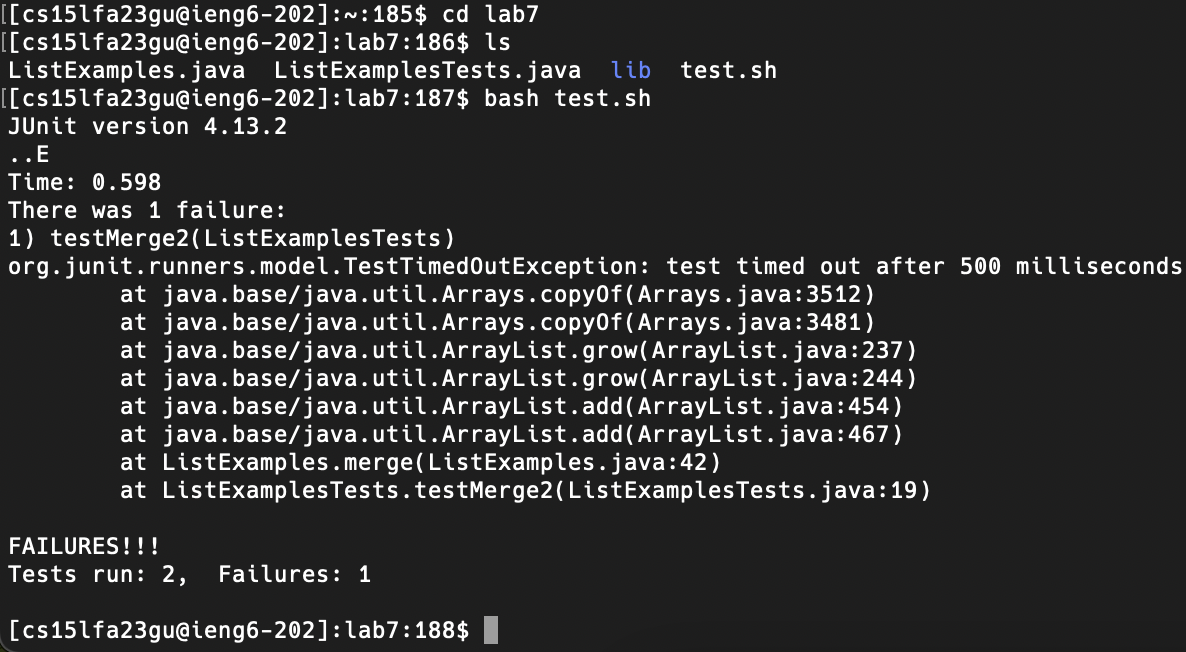 [[cs15lfa23gu@ieng6-202]:~:185$ cd lab7
[[cs15lfa23gu@ieng6-202]:lab7:186$ ls
ListExamples.java  ListExamplesTests.java  lib  test.sh
[[cs15lfa23gu@ieng6-202]:lab7:187$ bash test.sh
JUnit version 4.13.2
..E
Time: 0.598
There was 1 failure:
1) testMerge2(ListExamplesTests)
org.junit.runners.model.TestTimedOutException: test timed out after 500 milliseconds
        at java.base/java.util.Arrays.copyOf(Arrays.java:3512)
        at java.base/java.util.Arrays.copyOf(Arrays.java:3481)
        at java.base/java.util.ArrayList.grow(ArrayList.java:237)
        at java.base/java.util.ArrayList.grow(ArrayList.java:244)
        at java.base/java.util.ArrayList.add(ArrayList.java:454)
        at java.base/java.util.ArrayList.add(ArrayList.java:467)
        at ListExamples.merge(ListExamples.java:42)
        at ListExamplesTests.testMerge2(ListExamplesTests.java:19)

FAILURES!!!
Tests run: 2,  Failures: 1

[cs15lfa23gu@ieng6-202]:lab7:188$